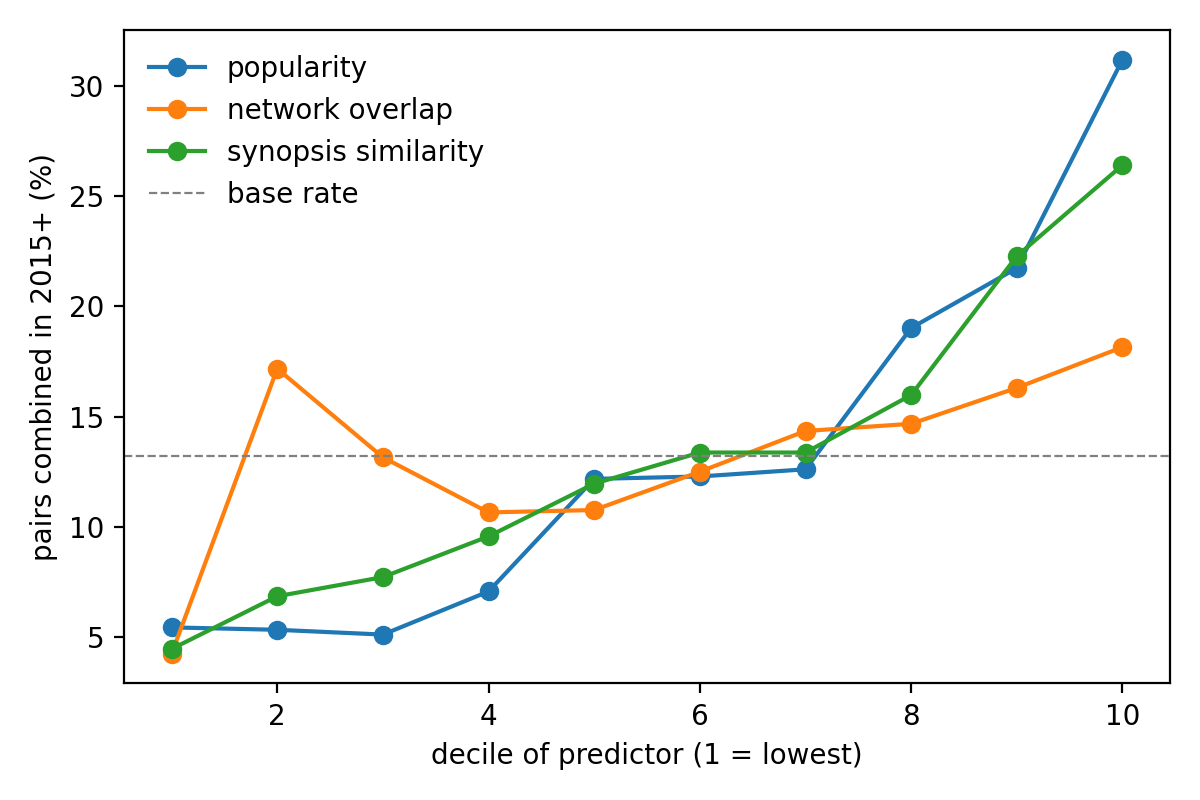 popularity
network overlap
synopsis similarity
base rate
30
25
20
15
10
5
2
4
6
8
10
decile of predictor (1 = lowest)
pairs combined in 2015+ (%)